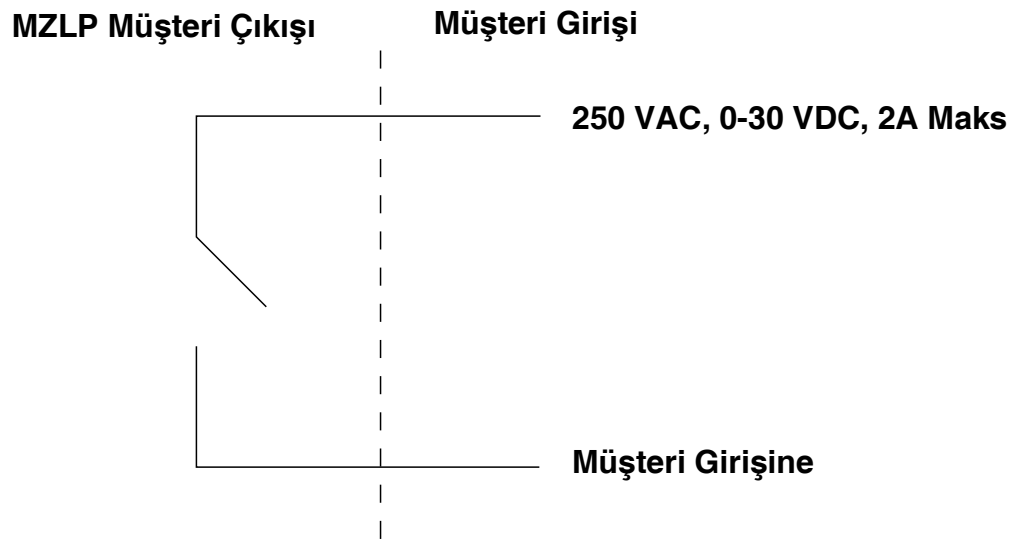 MZLP Müşteri Çıkışı
Müşteri Girişi
250 VAC, 0-30 VDC, 2A Maks
Müşteri Girişine